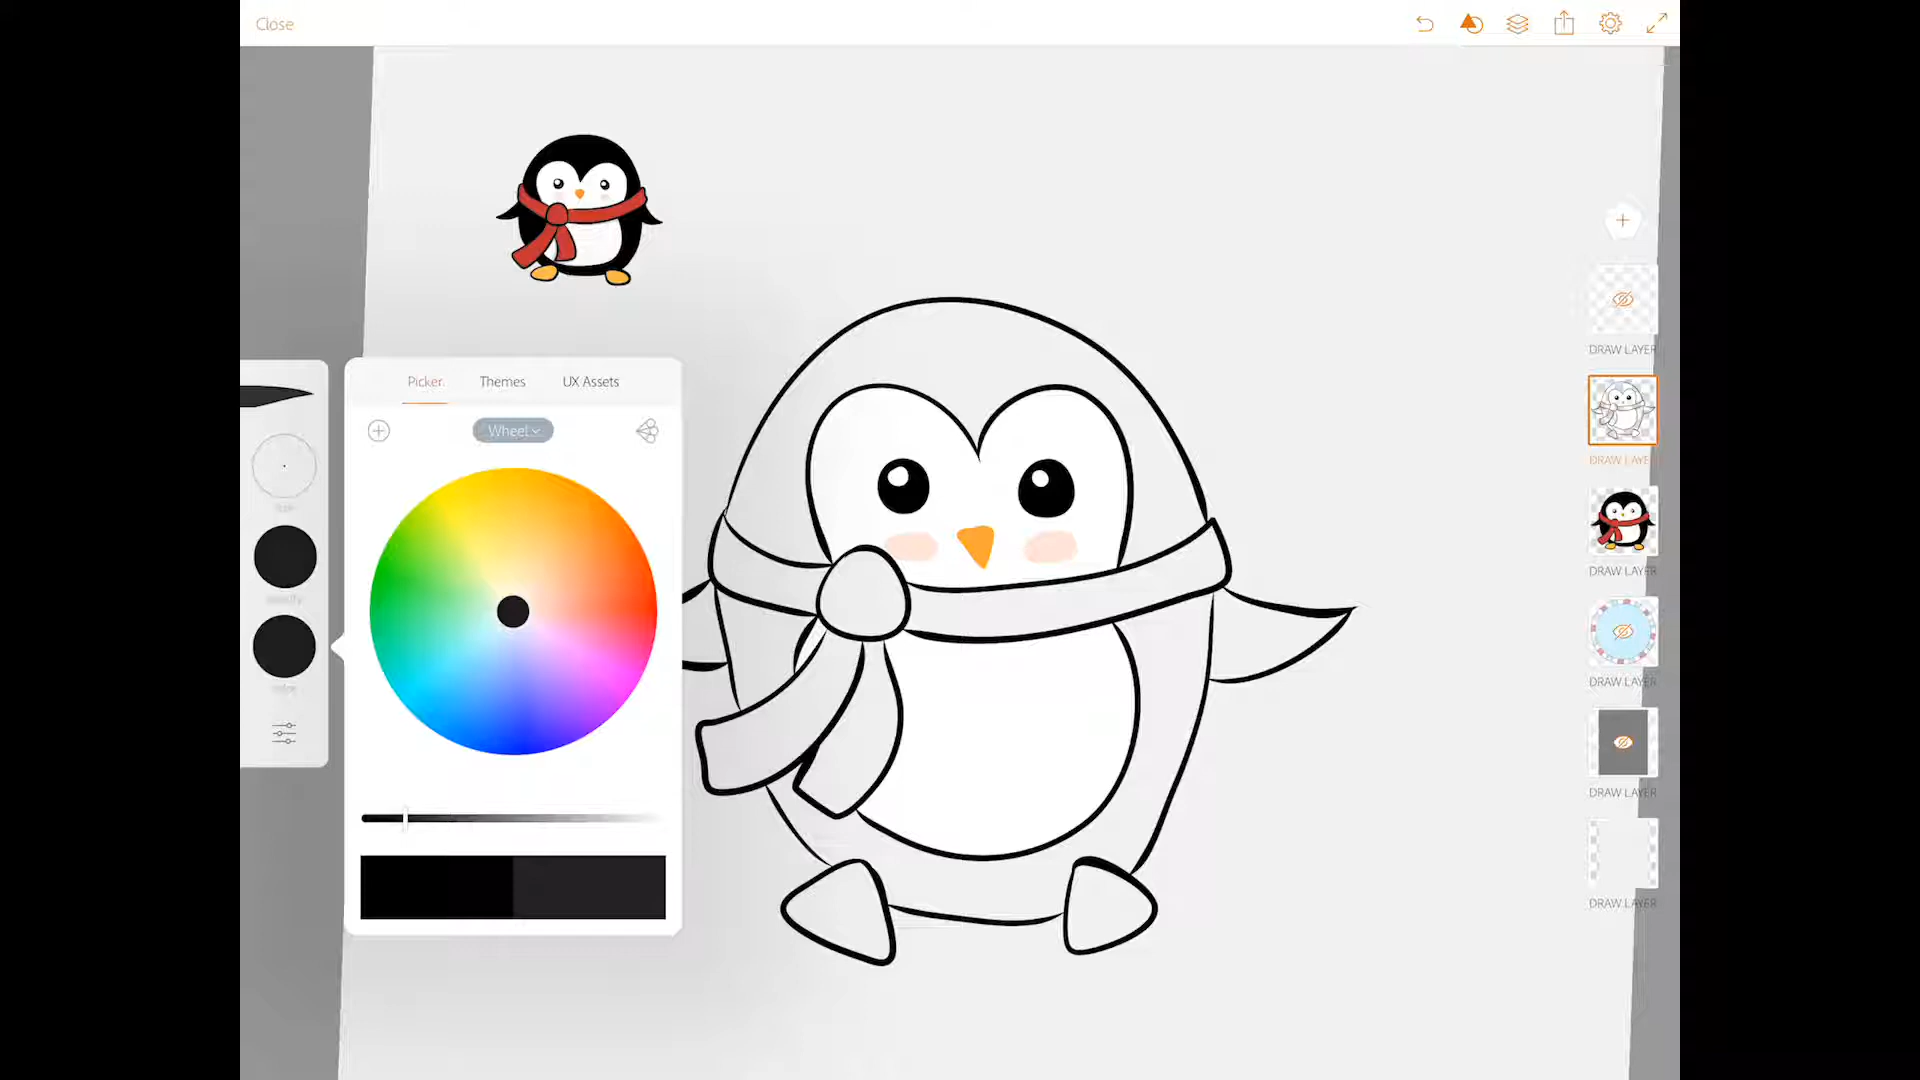 Close
Picker
Themes
UX Assets
Wheel
DRAW LAYER
DRAW LAYER
DRAW LAYER
DRAW LAYER
DRAW LAYER
DRAW LAYER